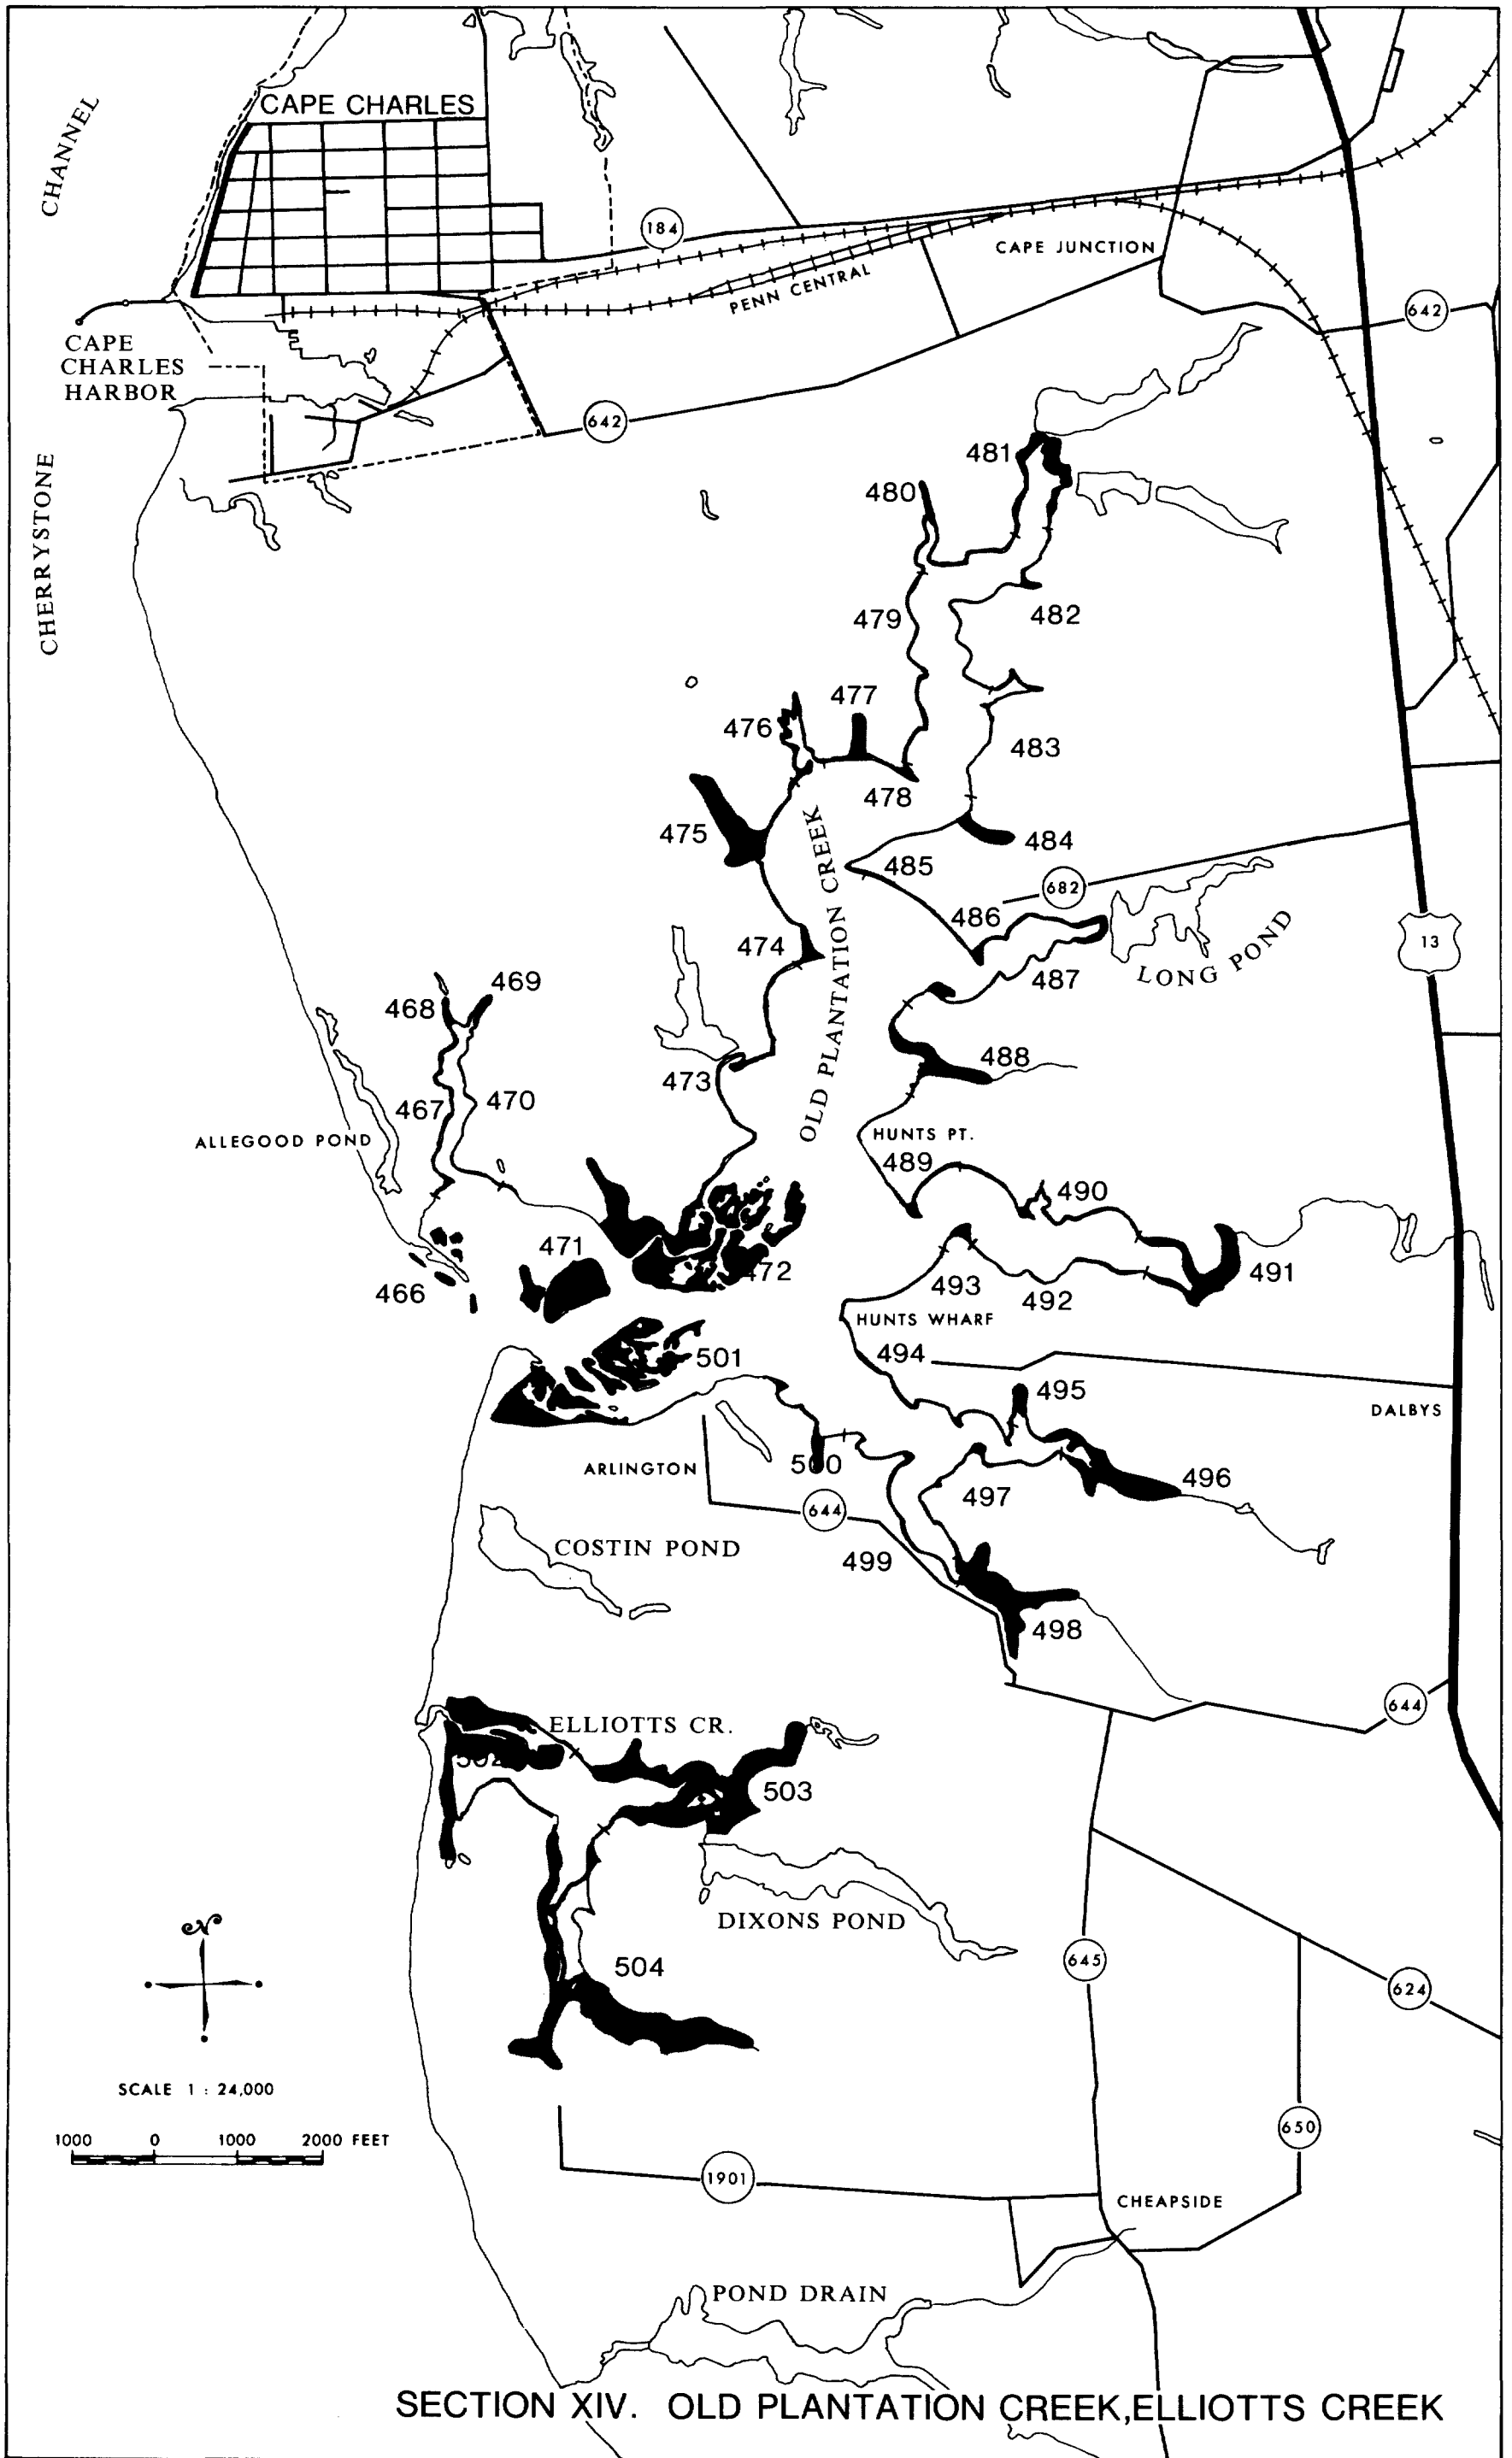 CHANNEL
CAPE CHARLES
184
CAPE JUNCTION
PENN CENTRAL
642
CAPE
CHARLES
HARBOR
642
CHERRYSTONE
481
480
479
482
477
476
483
478
475
484
485
682
486
OLD PLANTATION CREEK
474
13
LONG POND
487
469
468
488
473
467
470
HUNTS PT.
ALLEGOOD POND
489
490
471
472
491
466
493
492
HUNTS WHARF
494
501
495
DALBYS
ARLINGTON
500
496
497
644
COSTIN POND
499
498
644
ELLIOTTS CR.
502
503
DIXONS POND
645
504
624
N
SCALE 1 : 24,000
1000 0 1000 2000 FEET
650
1901
CHEAPSIDE
POND DRAIN
SECTION XIV. OLD PLANTATION CREEK,ELLIOTTS CREEK